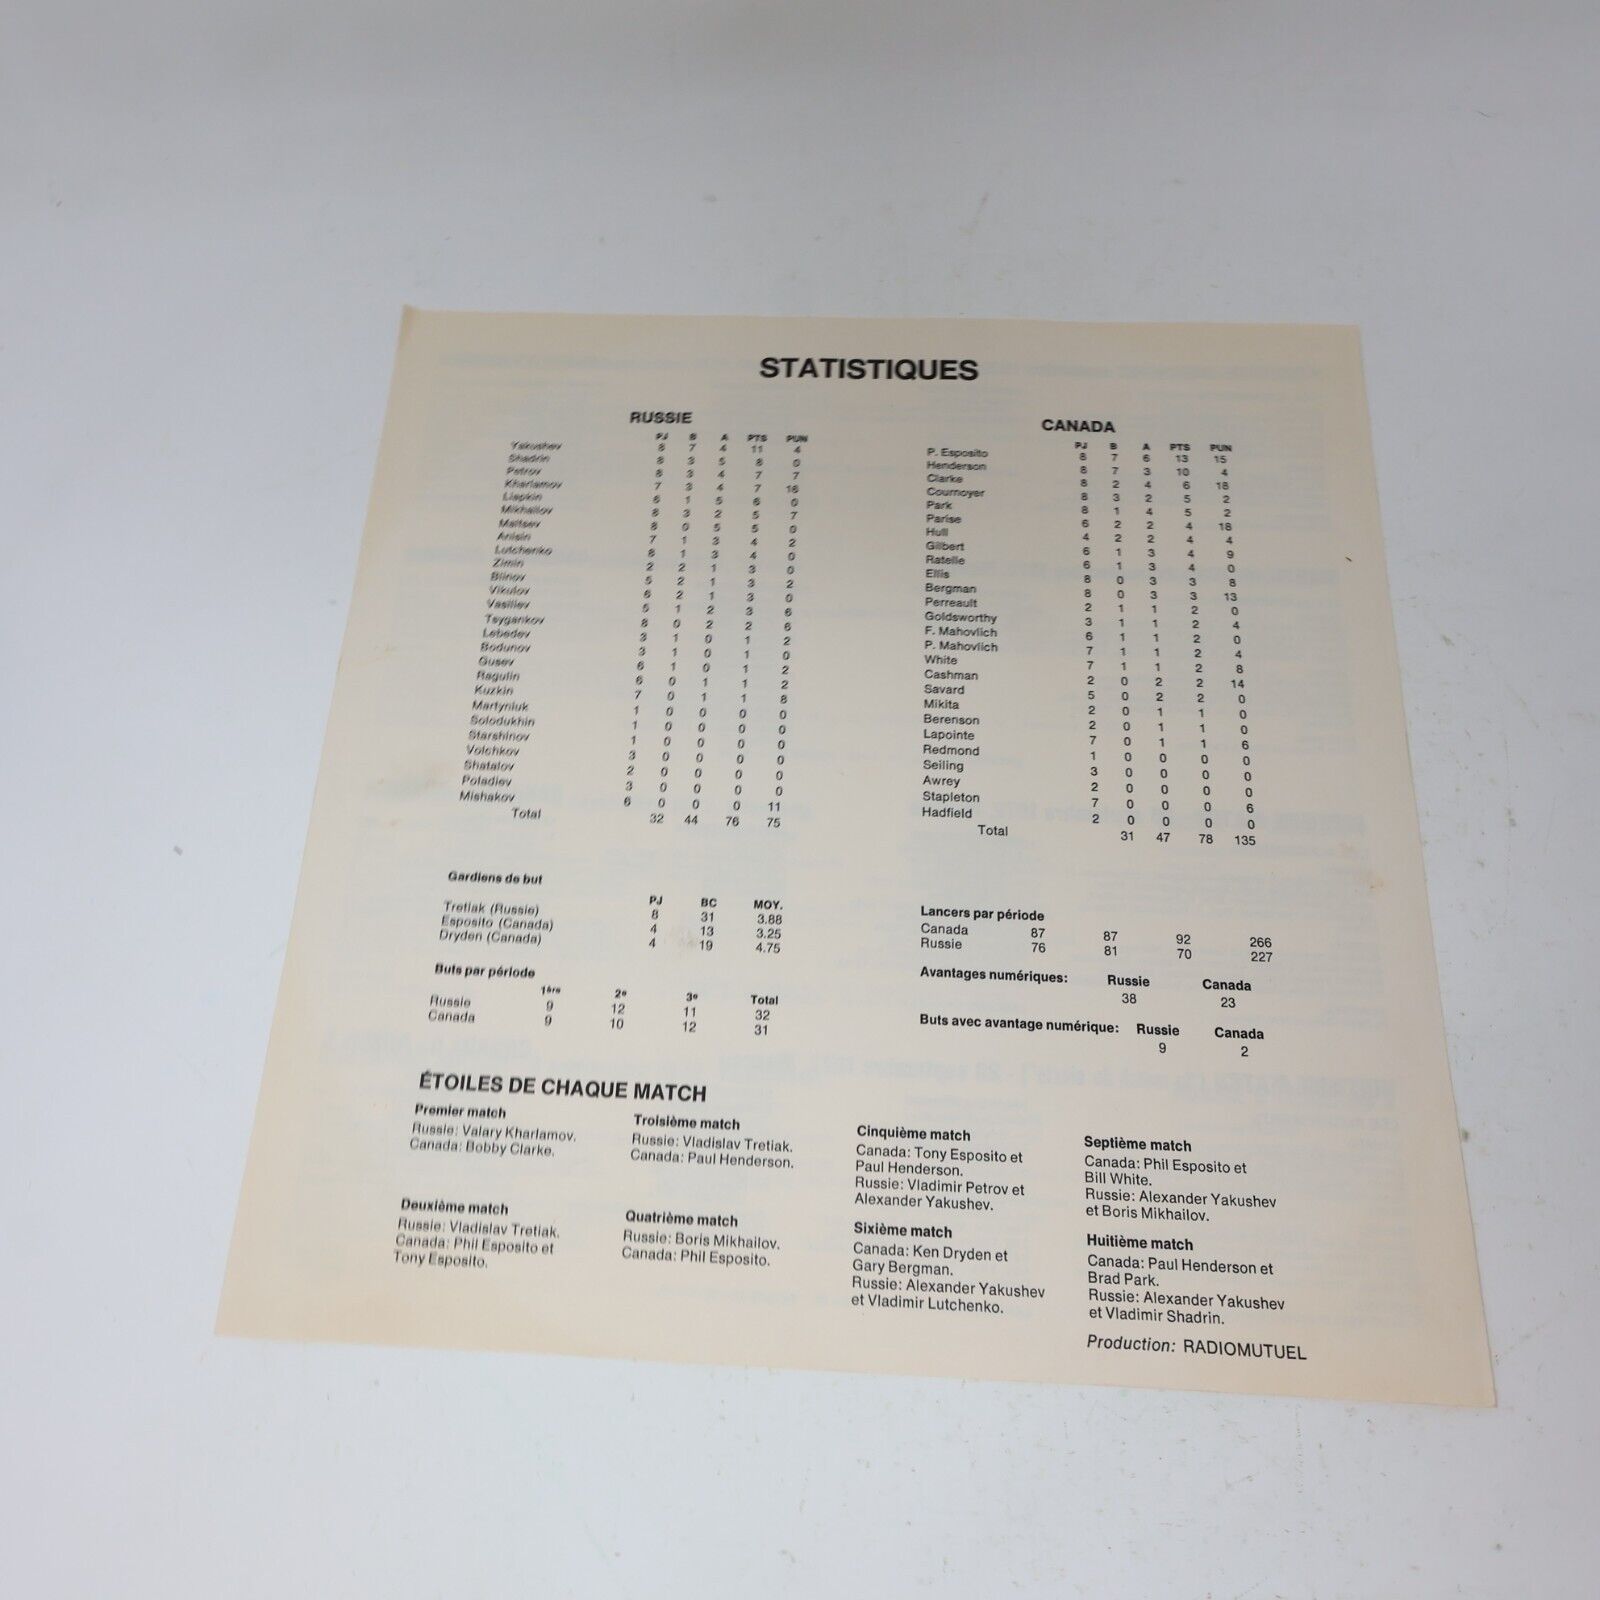 STATISTIQUES
RUSSIE
PJ B A PTS PUN
Yakushev 8 7 4 11 4
Shadrin 8 3 5 8 0
Petrov 8 3 4 7 7
Kharlamov 7 3 4 7 16
Liapkin 6 1 5 6 0
Mikhailov 8 3 2 5 7
Maltsev 8 0 5 5 0
Anisin 7 1 3 4 2
Lutchenko 8 1 3 4 0
Zimin 2 2 1 3 0
Blinov 5 2 1 3 2
Vikulov 6 2 1 3 0
Vasiliev 5 1 2 3 6
Tsygankov 8 0 2 2 6
Lebedev 3 1 0 1 2
Bodunov 3 1 0 1 0
Gusev 6 1 0 1 2
Ragulin 6 0 1 1 2
Kuzkin 7 0 1 1 8
Martyniuk 1 0 0 0 0
Solodukhin 1 0 0 0 0
Starshinov 1 0 0 0 0
Volchkov 3 0 0 0 0
Shatalov 2 0 0 0 0
Poladiev 3 0 0 0 0
Mishakov 6 0 0 0 11
Total 32 44 76 75
CANADA
PJ B A PTS PUN
P. Esposito 8 7 6 13 15
Henderson 8 7 3 10 4
Clarke 8 2 4 6 18
Cournoyer 8 3 2 5 2
Park 8 1 4 5 2
Parise 6 2 2 4 18
Hull 4 2 2 4 4
Gilbert 6 1 3 4 9
Ratelle 6 1 3 4 0
Ellis 8 0 3 3 8
Bergman 8 0 3 3 13
Perreault 2 1 1 2 0
Goldsworthy 3 1 1 2 4
F. Mahovlich 6 1 1 2 0
P. Mahovlich 7 1 1 2 4
White 7 1 1 2 8
Cashman 2 0 2 2 14
Savard 5 0 2 2 0
Mikita 2 0 1 1 0
Berenson 2 0 1 1 0
Lapointe 7 0 1 1 6
Redmond 1 0 0 0 0
Seiling 3 0 0 0 0
Awrey 2 0 0 0 0
Stapleton 7 0 0 0 6
Hadfield 2 0 0 0 0
Total 31 47 78 135
Gardiens de but
PJ BC MOY.
Tretiak (Russie) 8 31 3.88
Esposito (Canada) 4 13 3.25
Dryden (Canada) 4 19 4.75
Buts par période
1ère 2e 3e Total
Russie 9 12 11 32
Canada 9 10 12 31
Lancers par période
Canada 87 87 92 266
Russie 76 81 70 227
Avantages numériques: Russie Canada
38 23
Buts avec avantage numérique: Russie Canada
9 2
ÉTOILES DE CHAQUE MATCH
Premier match
Russie: Valary Kharlamov.
Canada: Bobby Clarke.
Deuxième match
Russie: Vladislav Tretiak.
Canada: Phil Esposito et
Tony Esposito.
Troisième match
Russie: Vladislav Tretiak.
Canada: Paul Henderson.
Quatrième match
Russie: Boris Mikhailov.
Canada: Phil Esposito.
Cinquième match
Canada: Tony Esposito et
Paul Henderson.
Russie: Vladimir Petrov et
Alexander Yakushev.
Sixième match
Canada: Ken Dryden et
Gary Bergman.
Russie: Alexander Yakushev
et Vladimir Lutchenko.
Septième match
Canada: Phil Esposito et
Bill White.
Russie: Alexander Yakushev
et Boris Mikhailov.
Huitième match
Canada: Paul Henderson et
Brad Park.
Russie: Alexander Yakushev
et Vladimir Shadrin.
Production: RADIOMUTUEL